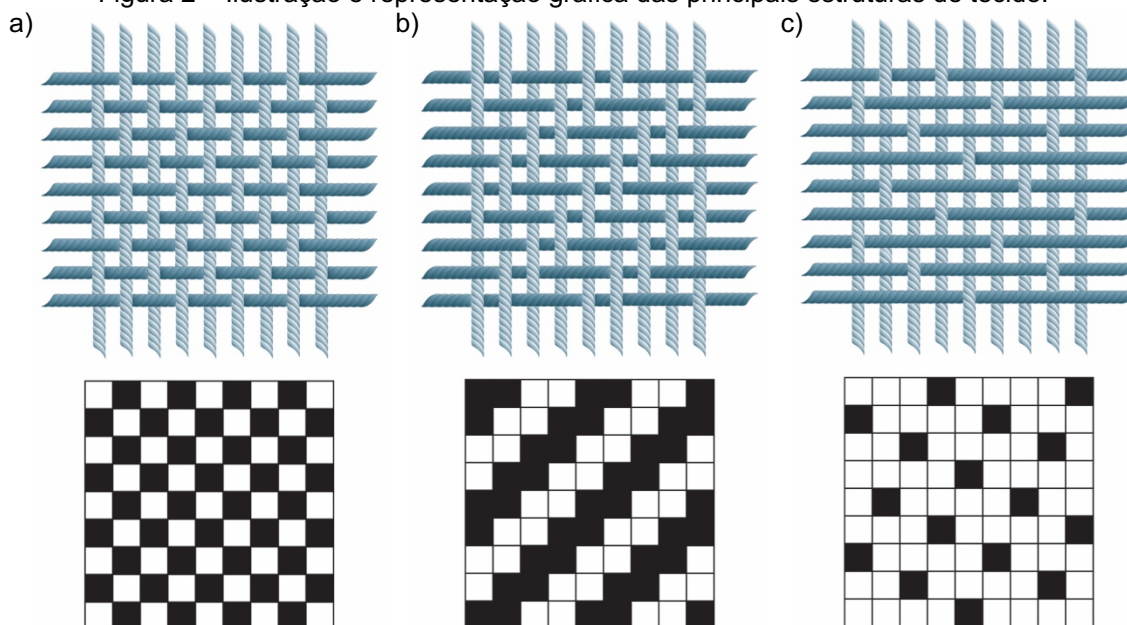 Figura 2 – Ilustração e representação gráfica das principais estruturas de tecido.
a) b) c)